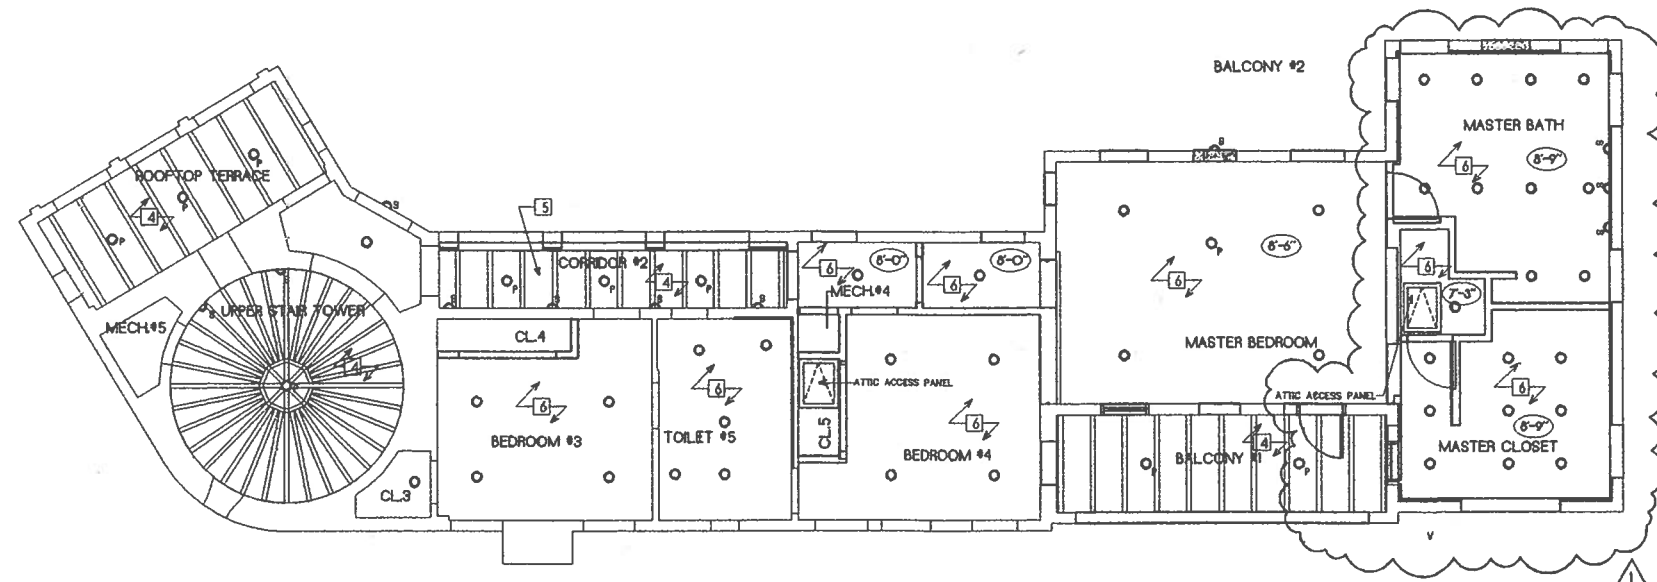 BALCONY #2
MASTER BATH
6
8'-9"
ROOFTOP TERRACE
P
P
P
4
S
S
5
CORRIDOR #2
4
P
P
P
S
S
S
S
6
8'-0"
8'-0"
6
MECH.#4
8'-6"
P
6
MASTER BEDROOM
S
S
S
6
7'-3"
MECH.#5
S
S
UPPER STAIR TOWER
4
P
CL.4
6
BEDROOM #3
6
TOILET #5
ATTIC ACCESS PANEL
CL.5
6
BEDROOM #4
ATTIC ACCESS PANEL
6
8'-9"
MASTER CLOSET
4
BALCONY #1
P
P
CL.3
V
1